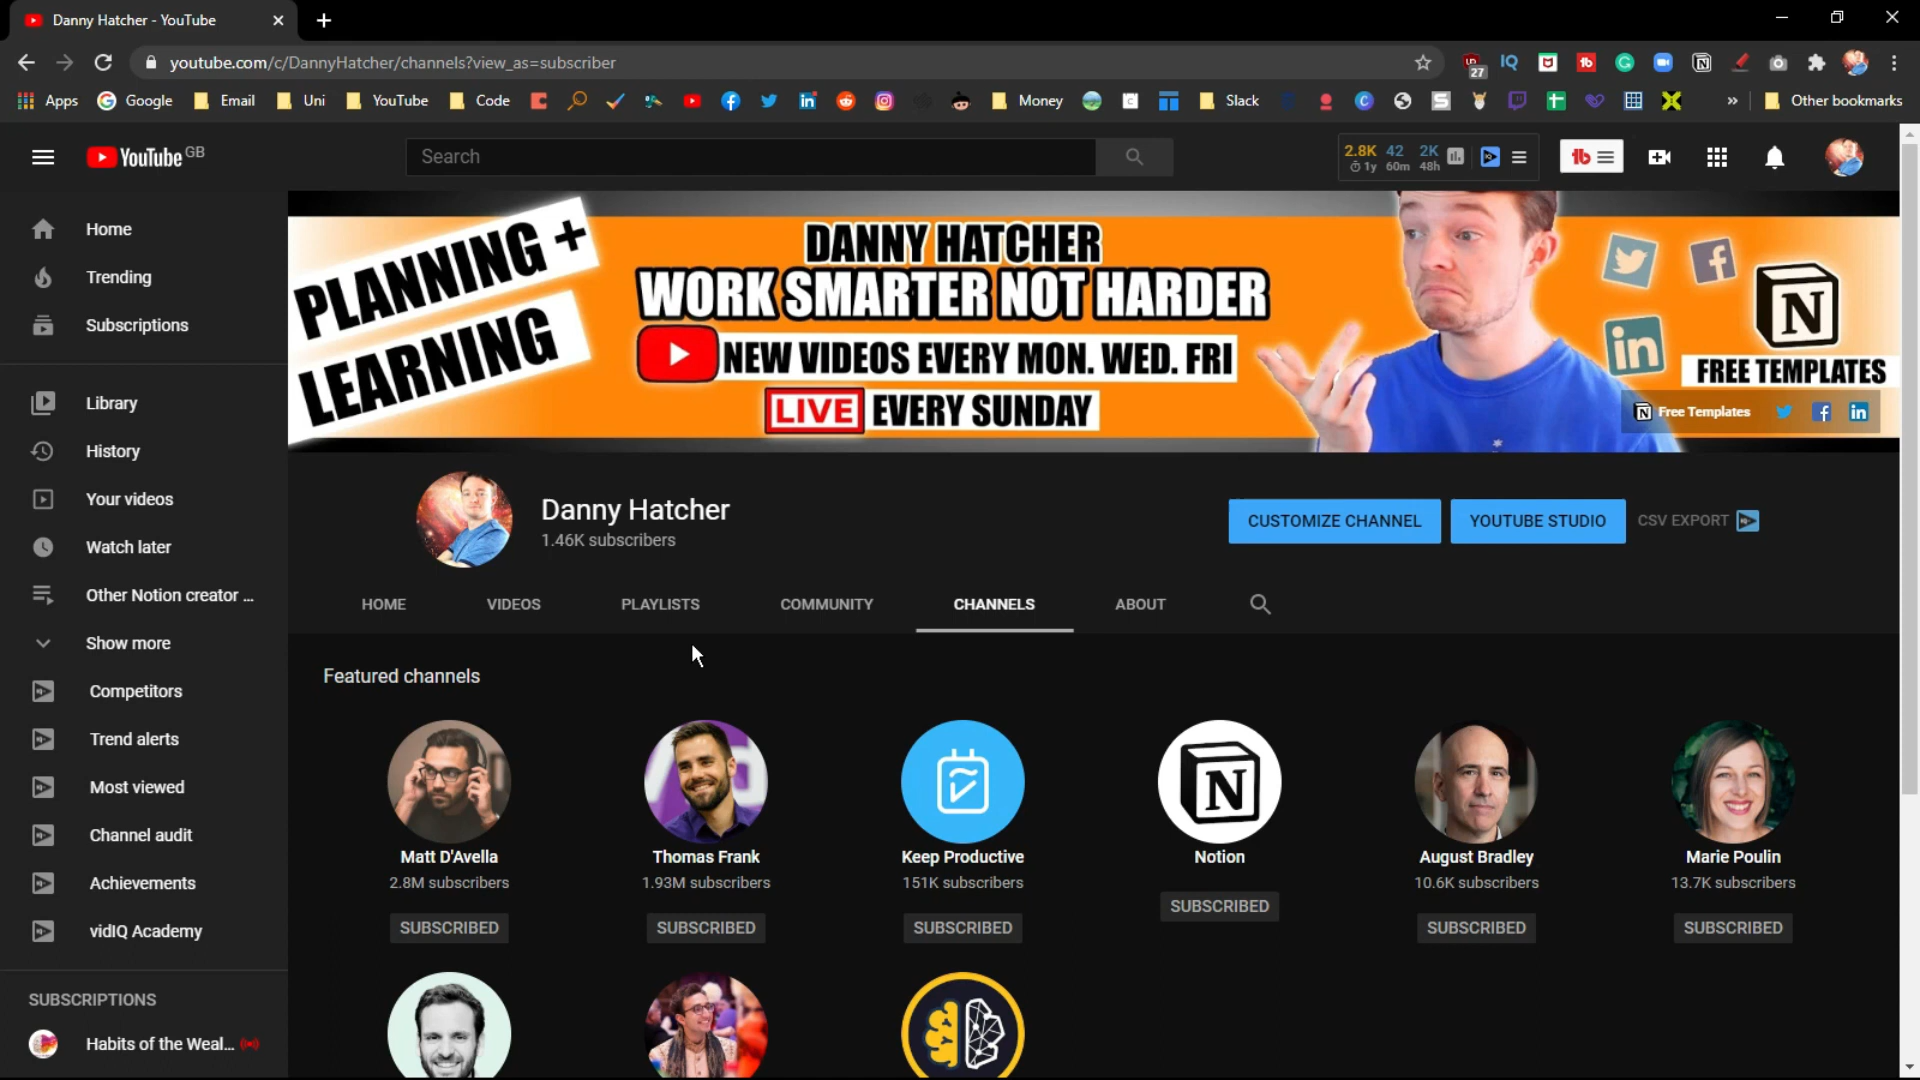 Danny Hatcher - YouTube
youtube.com/c/DannyHatcher/channels?view_as=subscriber
27
Apps
Google
Email
Uni
YouTube
Code
Money
Slack
Other bookmarks
YouTube GB
Search
2.8K 42 2K
1y 60m 48h
Home
Trending
Subscriptions
Library
History
Your videos
Watch later
Other Notion creator ...
Show more
Competitors
Trend alerts
Most viewed
Channel audit
Achievements
vidIQ Academy
SUBSCRIPTIONS
Habits of the Weal...
PLANNING +
LEARNING
DANNY HATCHER
WORK SMARTER NOT HARDER
NEW VIDEOS EVERY MON. WED. FRI
LIVE EVERY SUNDAY
FREE TEMPLATES
Free Templates
Danny Hatcher
1.46K subscribers
CUSTOMIZE CHANNEL
YOUTUBE STUDIO
CSV EXPORT
HOME
VIDEOS
PLAYLISTS
COMMUNITY
CHANNELS
ABOUT
Featured channels
Matt D'Avella
2.8M subscribers
SUBSCRIBED
Thomas Frank
1.93M subscribers
SUBSCRIBED
Keep Productive
151K subscribers
SUBSCRIBED
Notion
SUBSCRIBED
August Bradley
10.6K subscribers
SUBSCRIBED
Marie Poulin
13.7K subscribers
SUBSCRIBED